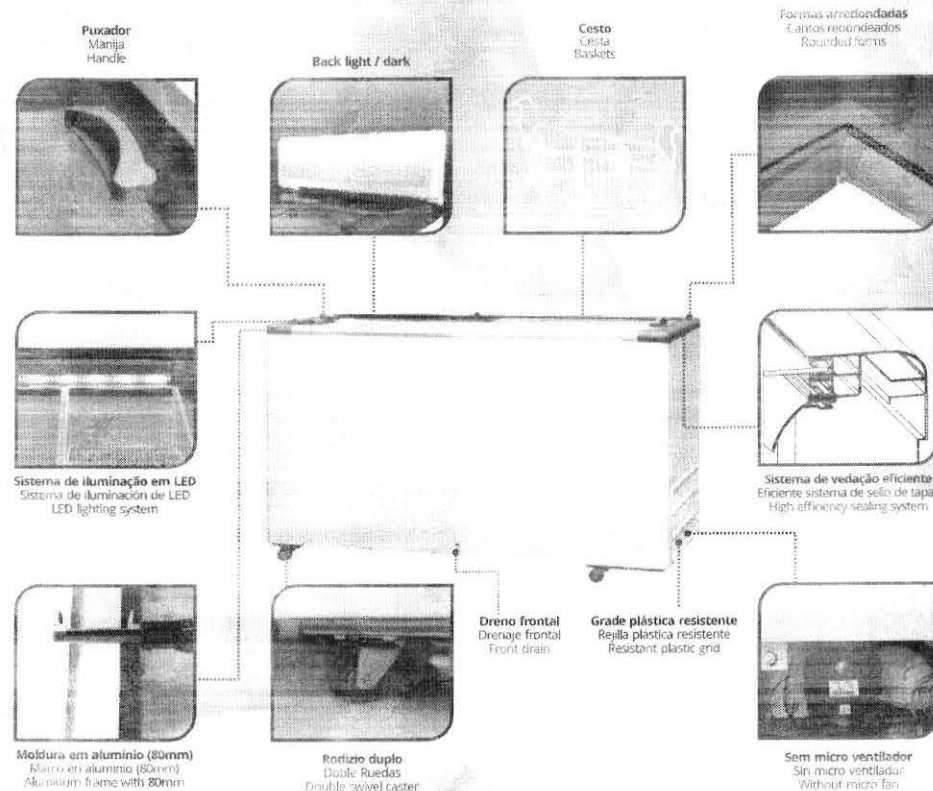 Puxador
Manija
Handle
Back light / dark
Cesto
Cesta
Baskets
Formas arredondadas
Cantos redondeados
Rounded forms
Sistema de iluminação em LED
Sistema de iluminación de LED
LED lighting system
Sistema de vedação eficiente
Eficiente sistema de sello de tapa
High efficiency sealing system
Dreno frontal
Drenaje frontal
Front drain
Grade plástica resistente
Rejilla plastica resistente
Resistant plastic grid
Moldura em aluminio (80mm)
Marco en aluminio (80mm)
Aluminium frame with 80mm
Rodizio duplo
Doble Ruedas
Double swivel caster
Sem micro ventilador
Sin micro ventilador
Without micro fan